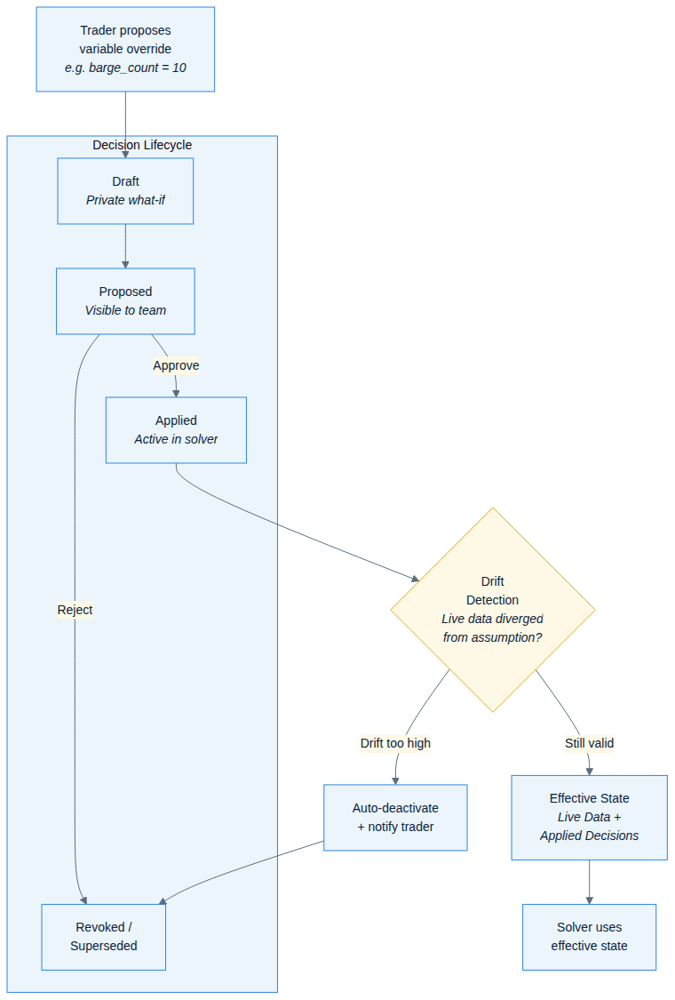 Trader proposes
variable override
e.g. barge_count = 10
Decision Lifecycle
Draft
Private what-if
Proposed
Visible to team
Approve
Applied
Active in solver
Reject
Drift
Detection
Live data diverged
from assumption?
Drift too high
Still valid
Auto-deactivate
+ notify trader
Effective State
Live Data +
Applied Decisions
Revoked /
Superseded
Solver uses
effective state